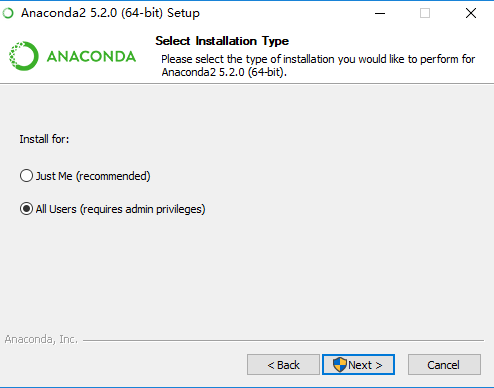 Anaconda2 5.2.0 (64-bit) Setup
ANACONDA
Select Installation Type
Please select the type of installation you would like to perform for
Anaconda2 5.2.0 (64-bit).
Install for:
Just Me (recommended)
All Users (requires admin privileges)
Anaconda, Inc.
< Back
Next >
Cancel